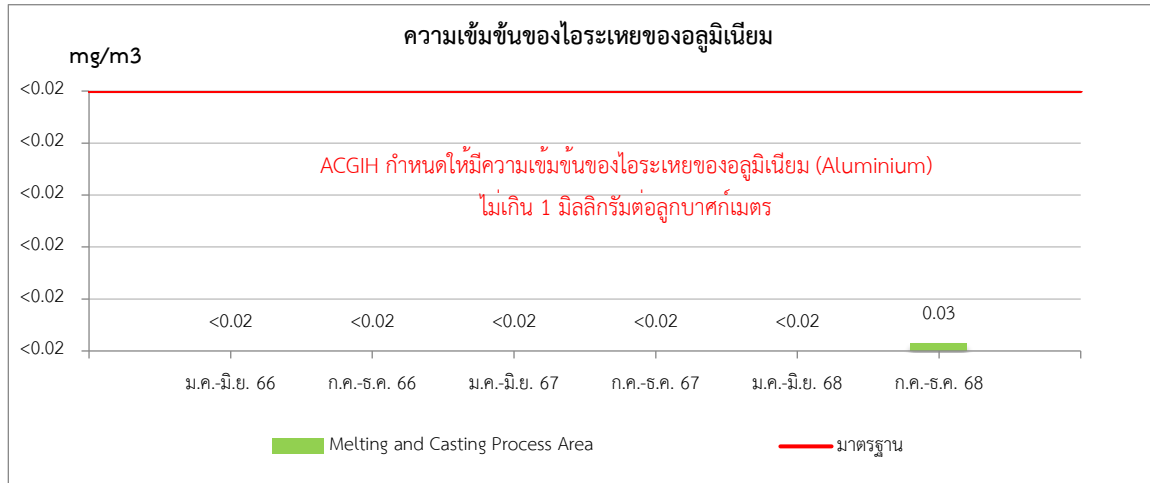 ความเข้มข้นของไอระเหยของอลูมิเนียม
mg/m3
<0.02
<0.02
<0.02
<0.02
<0.02
<0.02
ACGIH กำหนดให้มีความเข้มข้นของไอระเหยของอลูมิเนียม (Aluminium)
ไม่เกิน 1 มิลลิกรัมต่อลูกบาศก์เมตร
<0.02 <0.02 <0.02 <0.02 <0.02 0.03
ม.ค.-มิ.ย. 66 ก.ค.-ธ.ค. 66 ม.ค.-มิ.ย. 67 ก.ค.-ธ.ค. 67 ม.ค.-มิ.ย. 68 ก.ค.-ธ.ค. 68
Melting and Casting Process Area มาตรฐาน